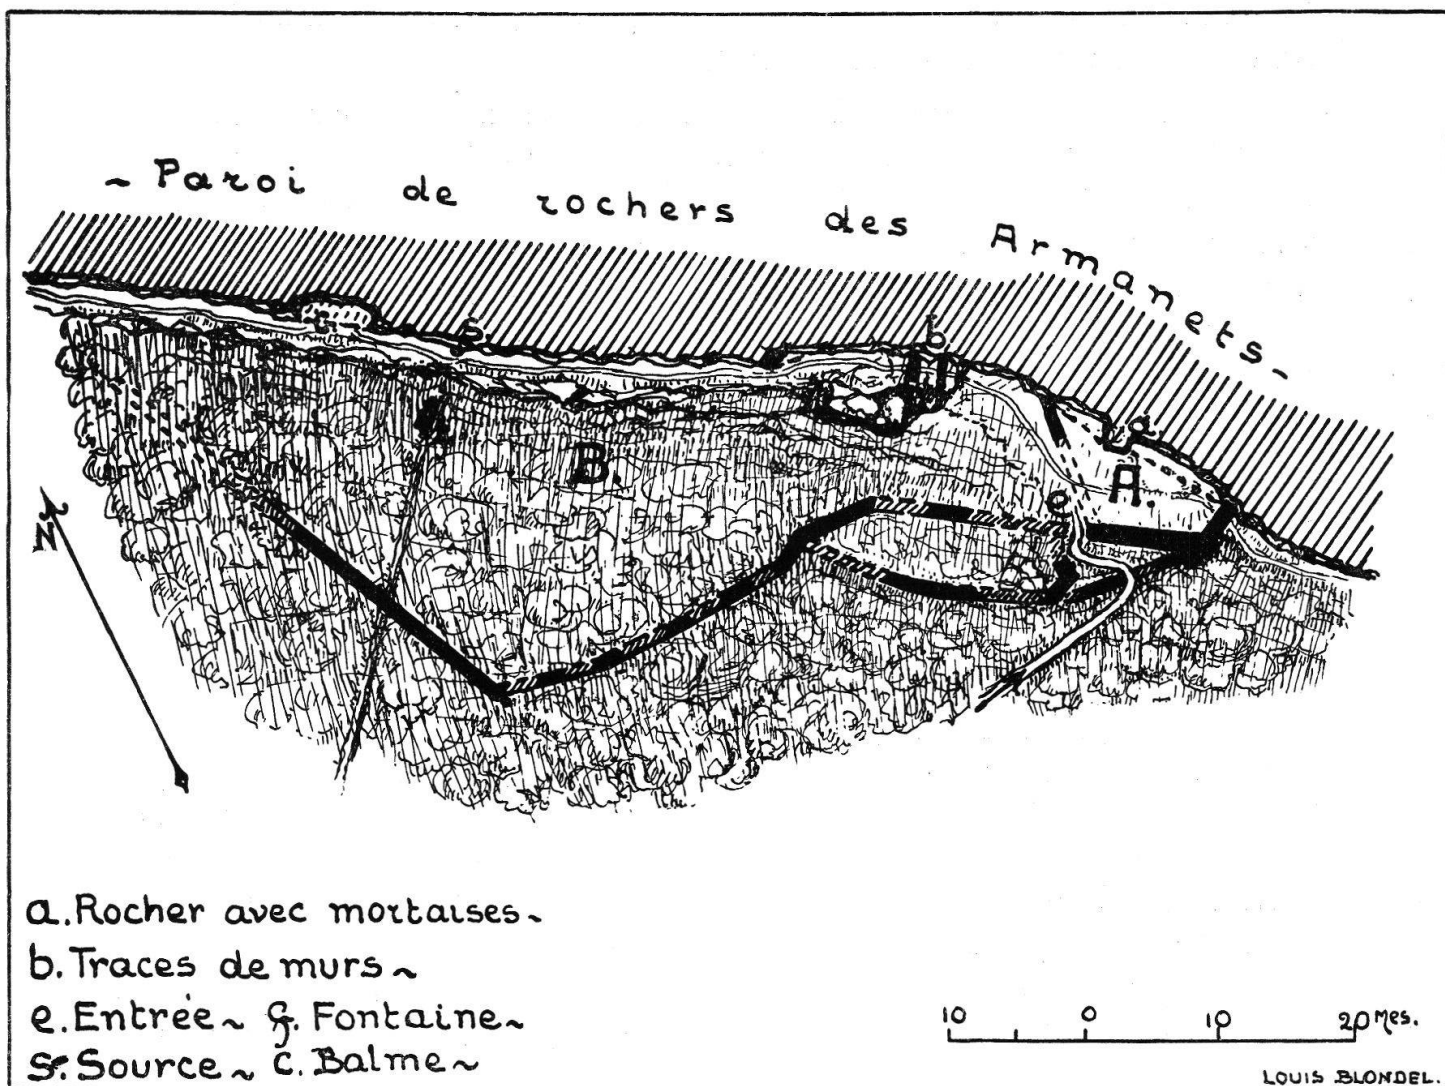 ~ Paroi de rochers des Armanets ~
s.
b
a
B.
A.
e
N
a. Rocher avec mortaises ~
b. Traces de murs ~
e. Entrée ~ f. Fontaine ~
s. Source ~ c. Balme ~
10 0 10 20 Mes.
LOUIS BLONDEL.